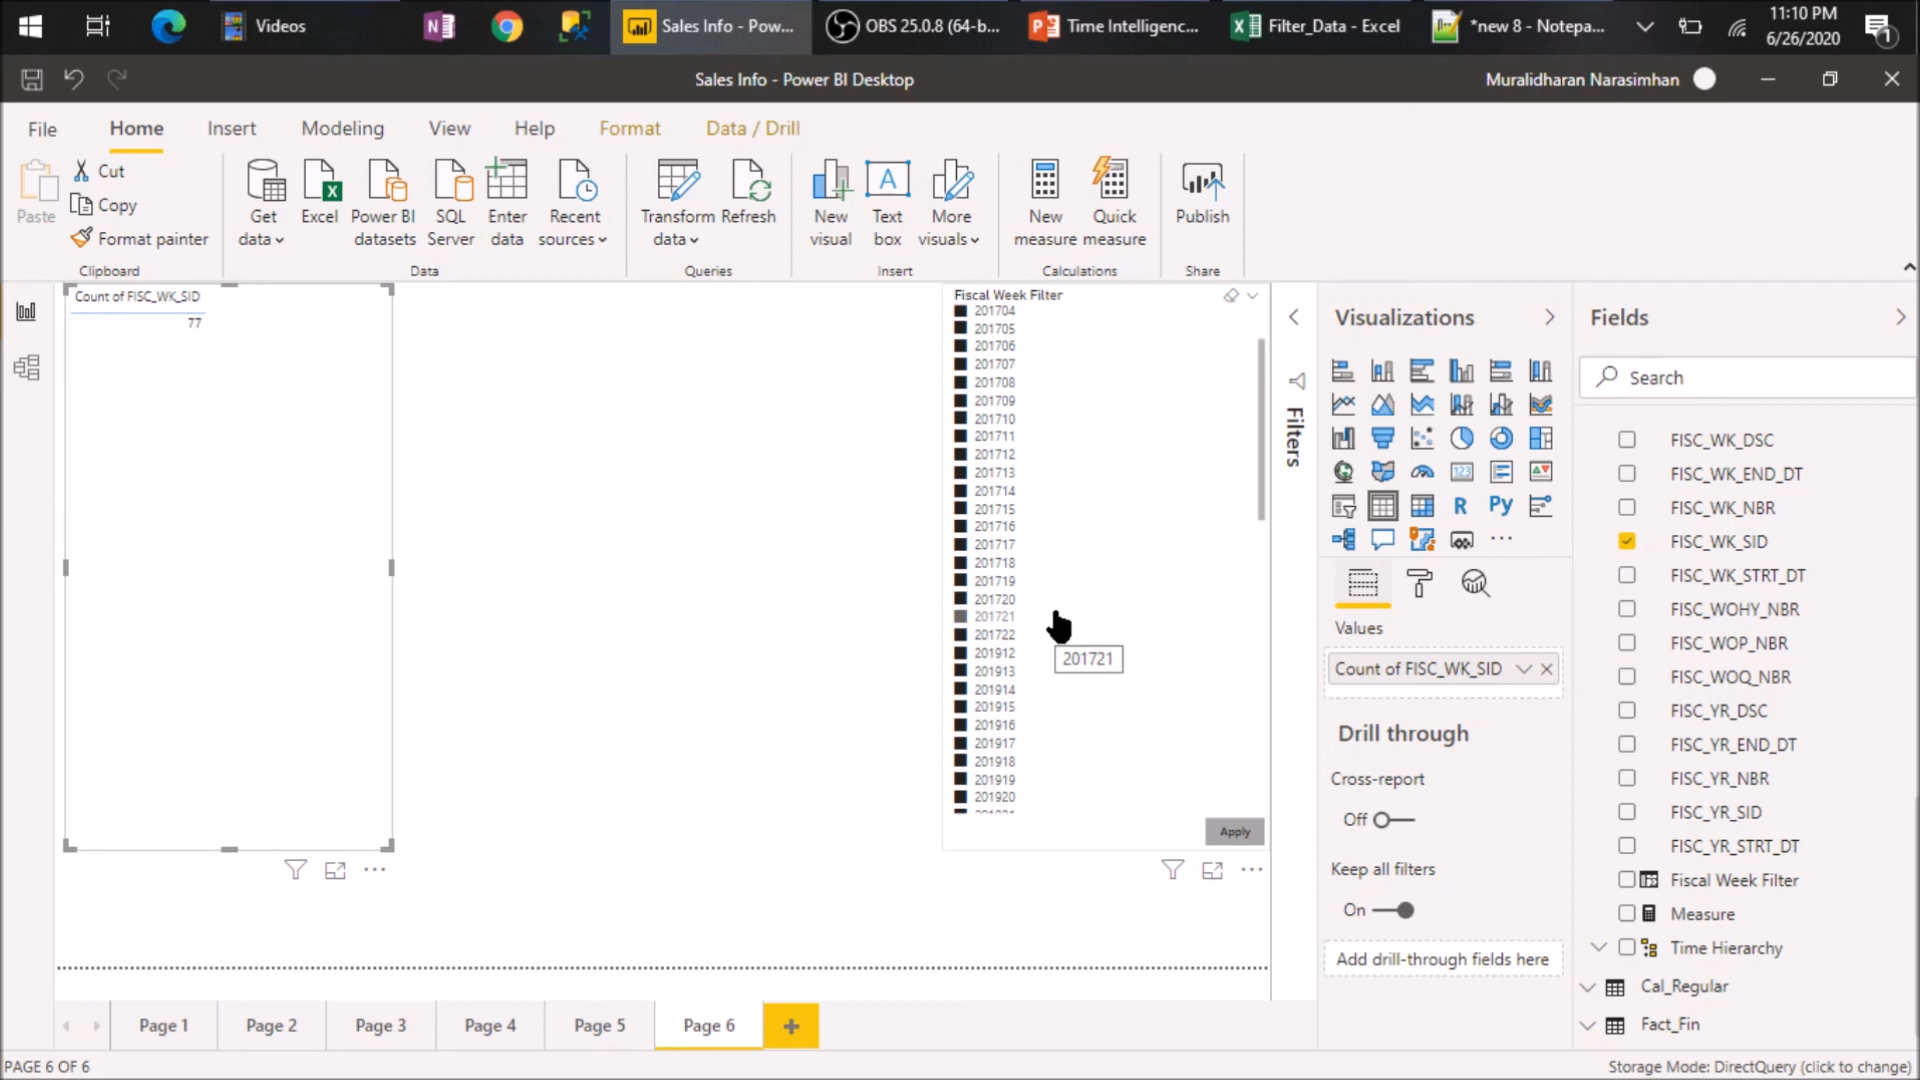 Videos
Sales Info - Pow...
OBS 25.0.8 (64-b...
Time Intelligenc...
Filter_Data - Excel
*new 8 - Notepa...
11:10 PM
6/26/2020
1
Sales Info - Power BI Desktop
Muralidharan Narasimhan
File
Home
Insert
Modeling
View
Help
Format
Data / Drill
Paste
Cut
Copy
Format painter
Clipboard
Get
data
Excel
Power BI
datasets
SQL
Server
Enter
data
Recent
sources
Data
Transform
data
Refresh
Queries
New
visual
Text
box
More
visuals
Insert
New
measure
Quick
measure
Calculations
Publish
Share
Count of FISC_WK_SID
77
Fiscal Week Filter
201704
201705
201706
201707
201708
201709
201710
201711
201712
201713
201714
201715
201716
201717
201718
201719
201720
201721
201722
201912
201913
201914
201915
201916
201917
201918
201919
201920
201721
Apply
Filters
Visualizations
123
R
Py
Values
Count of FISC_WK_SID
Drill through
Cross-report
Off
Keep all filters
On
Add drill-through fields here
Fields
Search
FISC_WK_DSC
FISC_WK_END_DT
FISC_WK_NBR
FISC_WK_SID
FISC_WK_STRT_DT
FISC_WOHY_NBR
FISC_WOP_NBR
FISC_WOQ_NBR
FISC_YR_DSC
FISC_YR_END_DT
FISC_YR_NBR
FISC_YR_SID
FISC_YR_STRT_DT
Fiscal Week Filter
Measure
Time Hierarchy
Cal_Regular
Fact_Fin
Page 1
Page 2
Page 3
Page 4
Page 5
Page 6
PAGE 6 OF 6
Storage Mode: DirectQuery (click to change)